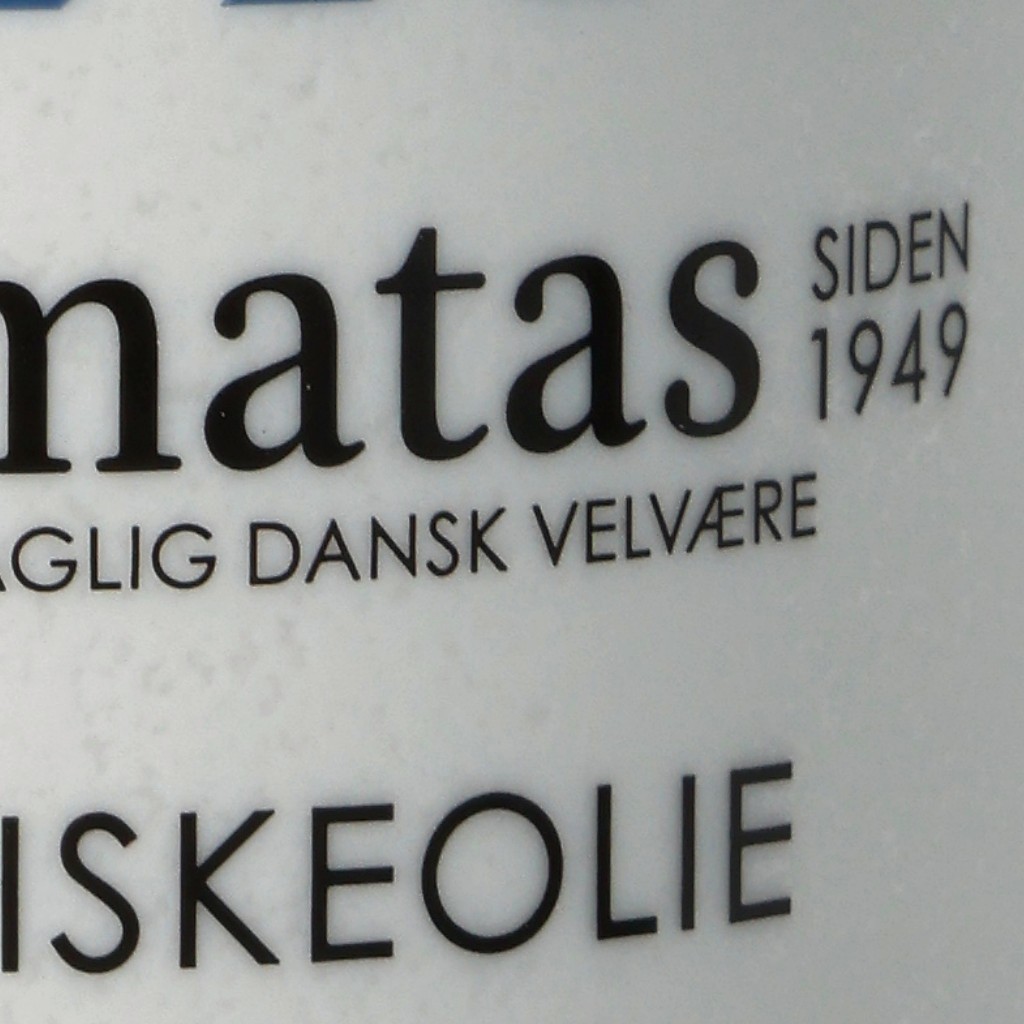 matas SIDEN 1949
AGLIG DANSK VELVÆRE
ISKEOLIE